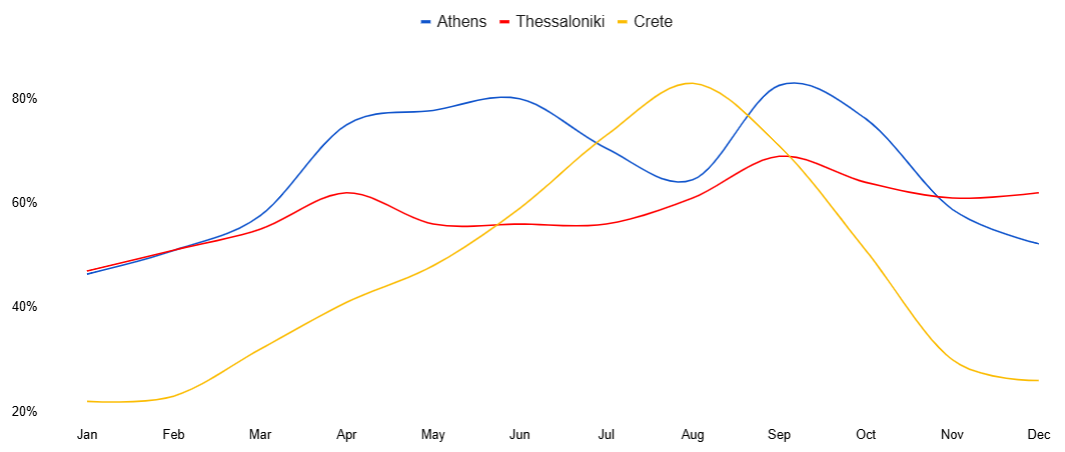 Athens Thessaloniki Crete
80%
60%
40%
20%
Jan Feb Mar Apr May Jun Jul Aug Sep Oct Nov Dec